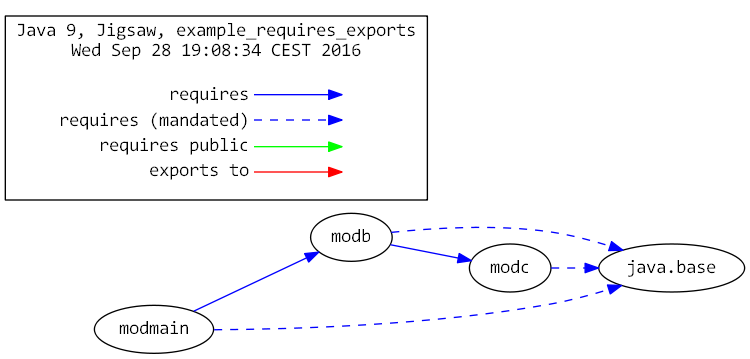 Java 9, Jigsaw, example_requires_exports
Wed Sep 28 19:08:34 CEST 2016
requires
requires (mandated)
requires public
exports to
modb
modc
java.base
modmain